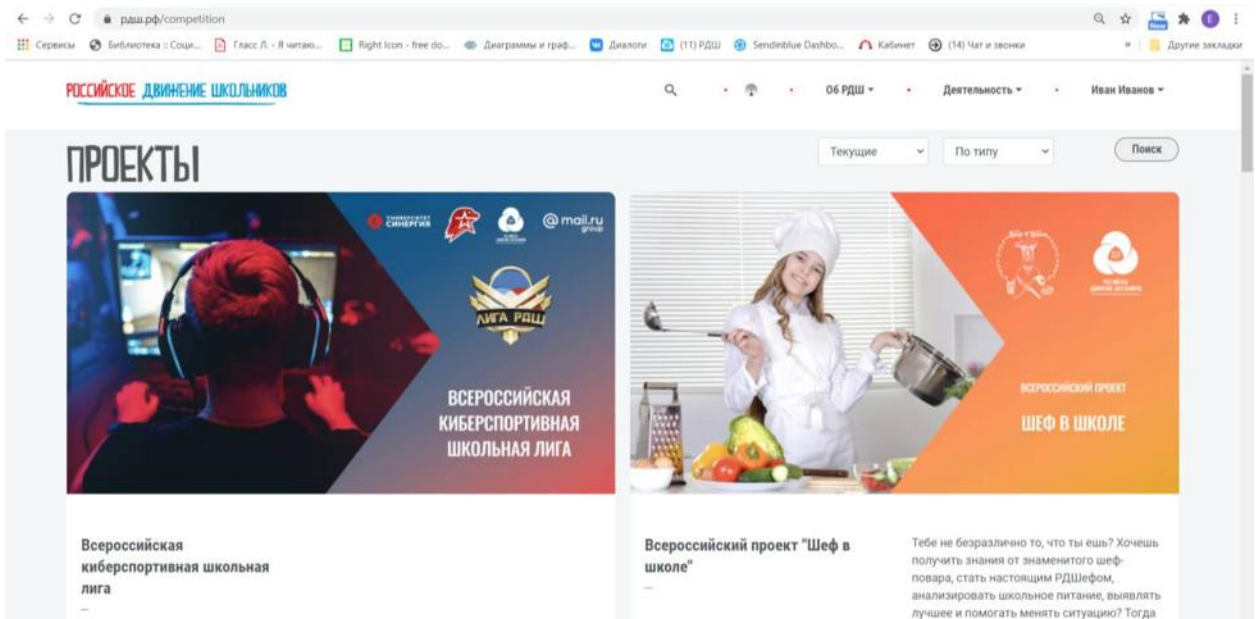 рдш.рф/competition
Сервисы Библиотека :: Соци... Гласс Л. - Я читаю... Right Icon - free do... Диаграммы и граф... Диалоги (11) РДШ Sendinblue Dashbo... Кабинет (14) Чат и звонки » Другие закладки
New
E
РОССИЙСКОЕ ДВИЖЕНИЕ ШКОЛЬНИКОВ
Об РДШ
Деятельность
Иван Иванов
ПРОЕКТЫ
Текущие
По типу
Поиск
УНИВЕРСИТЕТ
СИНЕРГИЯ
@mail.ru
group
ЛИГА РДШ
ВСЕРОССИЙСКАЯ
КИБЕРСПОРТИВНАЯ
ШКОЛЬНАЯ ЛИГА
ВСЕРОССИЙСКИЙ ПРОЕКТ
ШЕФ В ШКОЛЕ
Всероссийская
киберспортивная школьная
лига
Всероссийский проект "Шеф в
школе"
Тебе не безразлично то, что ты ешь? Хочешь
получить знания от знаменитого шеф-
повара, стать настоящим РДШефом,
анализировать школьное питание, выявлять
лучшее и помогать менять ситуацию? Тогда